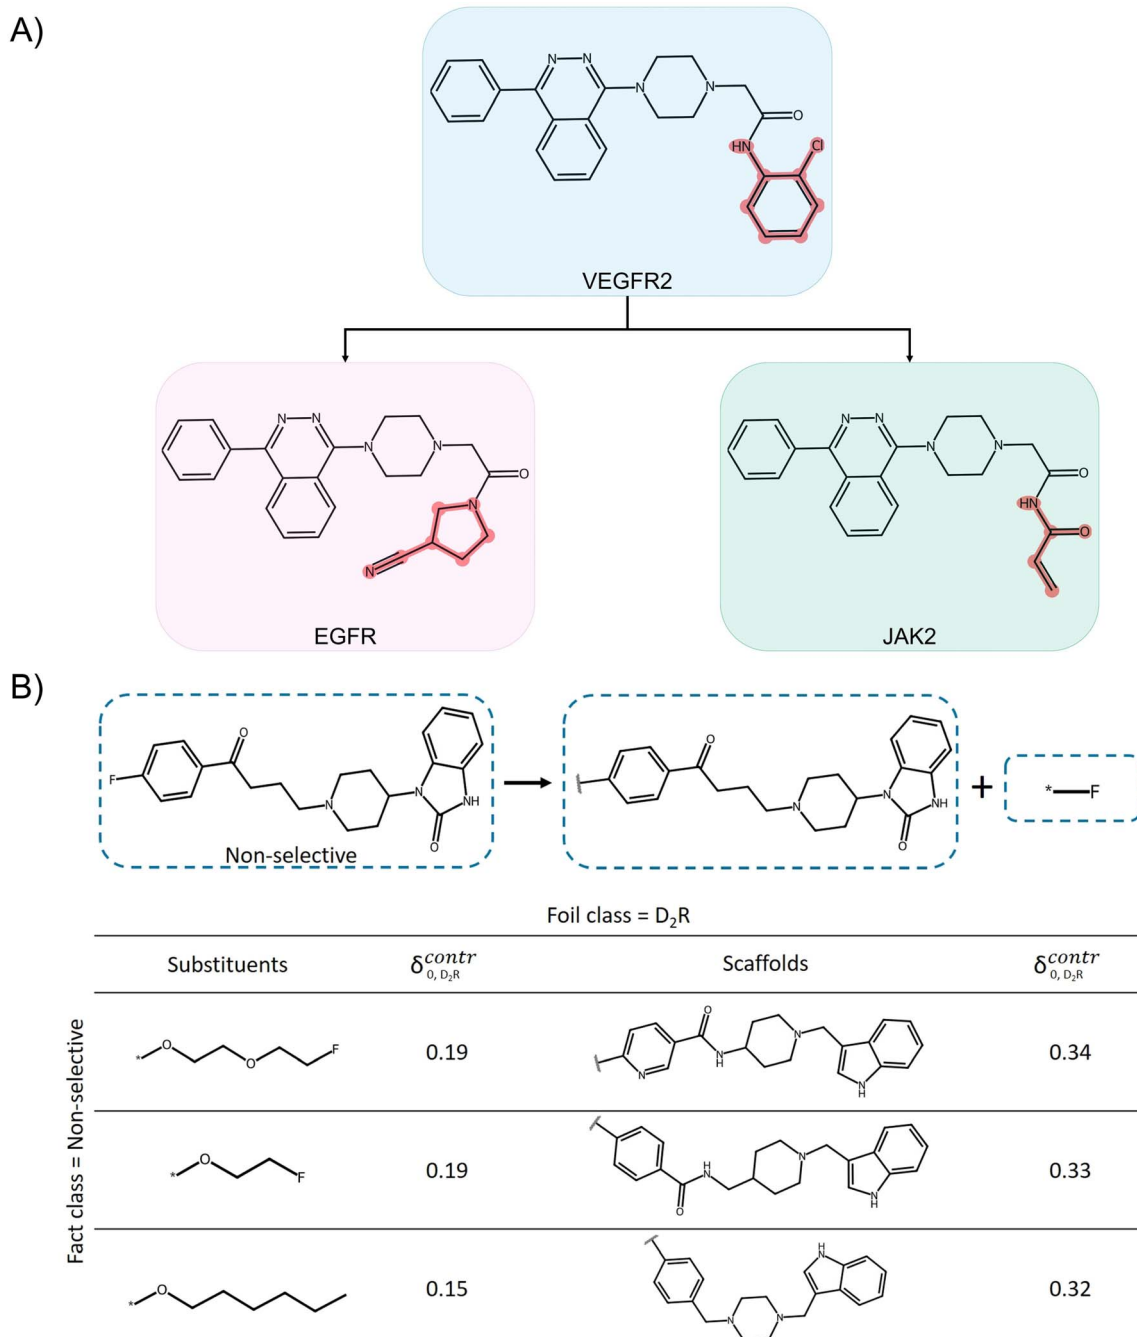 A)
N N
N
N
O
HN
Cl
VEGFR2
N N
N
N
O
N
N
EGFR
N N
N
N
O
HN
O
JAK2
B)
O
F
N
N
NH
O
Non-selective
O
N
N
NH
O
+
* F
Foil class = D₂R
Substituents δ contr 0, D₂R Scaffolds δ contr 0, D₂R
Fact class = Non-selective
* O O F 0.19 O N H N N N H 0.34
* O F 0.19 O N H N N H 0.33
* O 0.15 N N N H 0.32